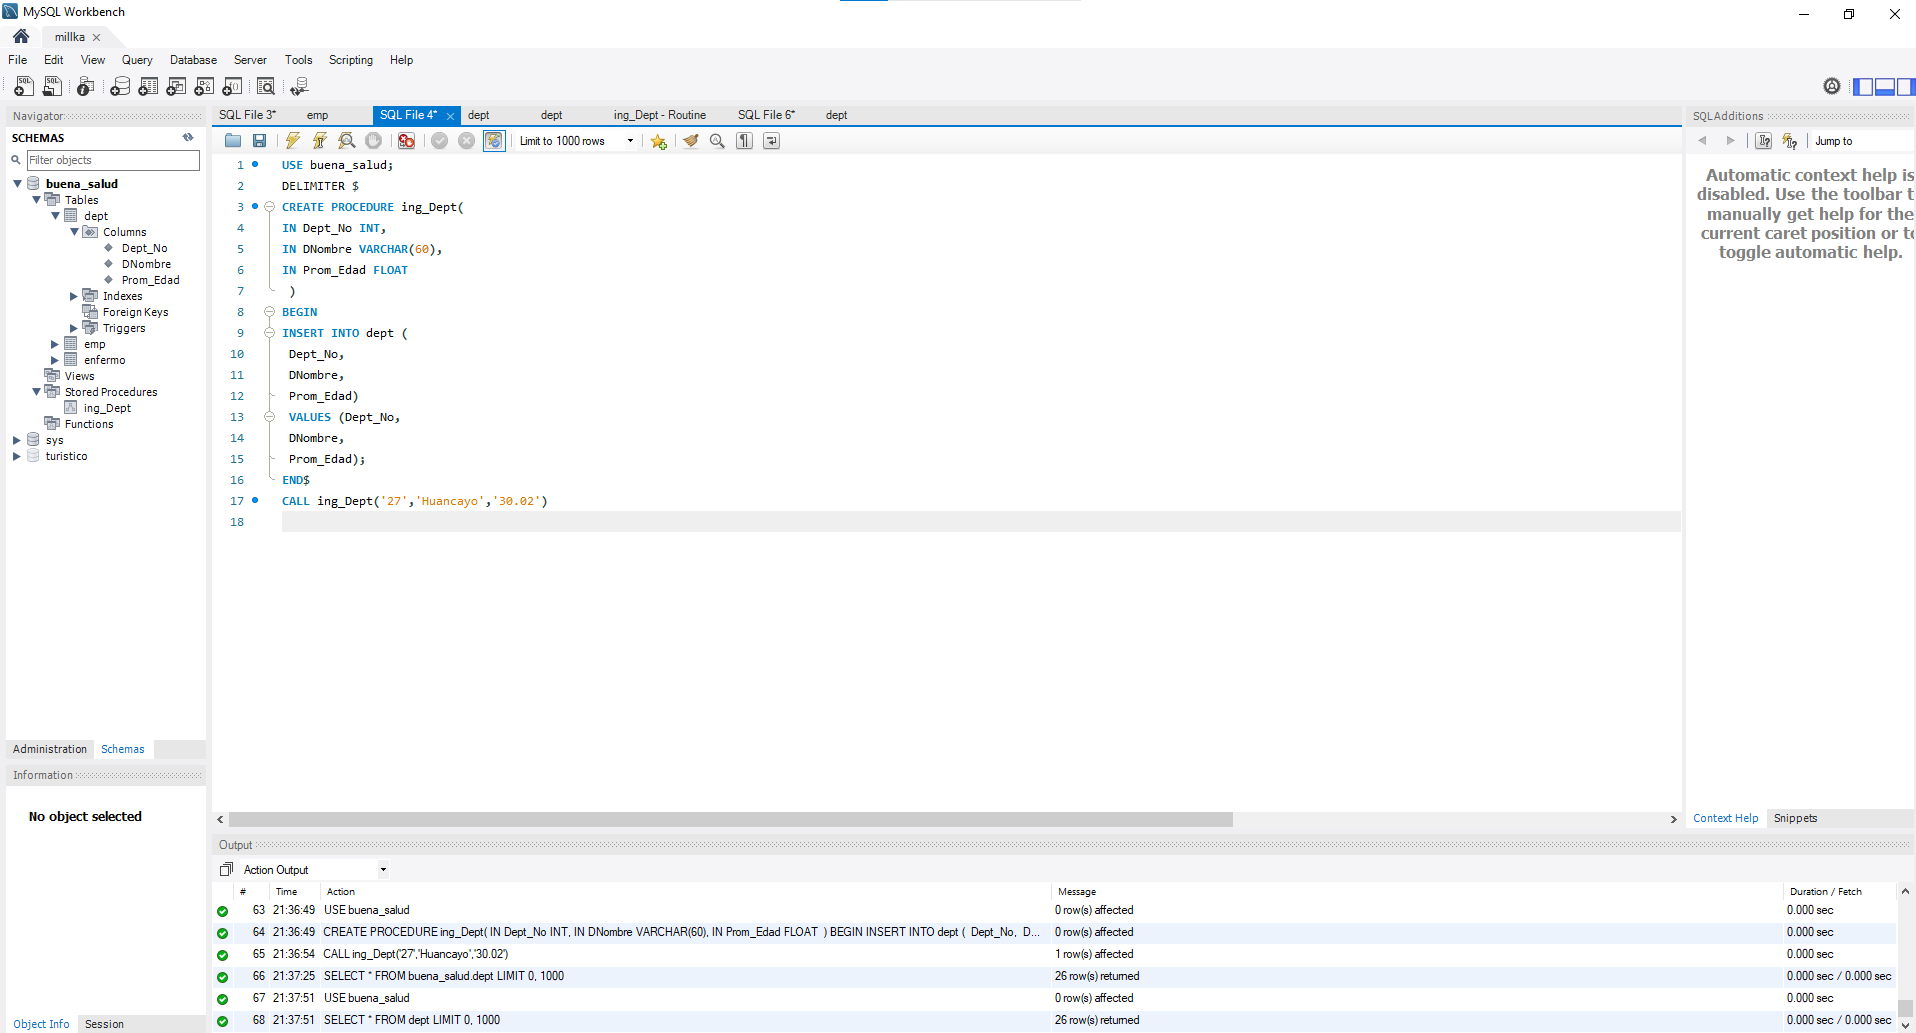 MySQL Workbench
millka
File Edit View Query Database Server Tools Scripting Help
Navigator
SCHEMAS
Filter objects
buena_salud
Tables
dept
Columns
Dept_No
DNombre
Prom_Edad
Indexes
Foreign Keys
Triggers
emp
enfermo
Views
Stored Procedures
ing_Dept
Functions
sys
turistico
Administration Schemas
Information
No object selected
Object Info Session
SQL File 3* emp SQL File 4* dept dept ing_Dept - Routine SQL File 6* dept
Limit to 1000 rows
1 USE buena_salud;
2 DELIMITER $
3 CREATE PROCEDURE ing_Dept(
4 IN Dept_No INT,
5 IN DNombre VARCHAR(60),
6 IN Prom_Edad FLOAT
7 )
8 BEGIN
9 INSERT INTO dept (
10 Dept_No,
11 DNombre,
12 Prom_Edad)
13 VALUES (Dept_No,
14 DNombre,
15 Prom_Edad);
16 END$
17 CALL ing_Dept('27','Huancayo','30.02')
18
SQLAdditions
Jump to
Automatic context help is
disabled. Use the toolbar t
manually get help for the
current caret position or to
toggle automatic help.
Context Help Snippets
Output
Action Output
# Time Action Message Duration / Fetch
63 21:36:49 USE buena_salud 0 row(s) affected 0.000 sec
64 21:36:49 CREATE PROCEDURE ing_Dept( IN Dept_No INT, IN DNombre VARCHAR(60), IN Prom_Edad FLOAT ) BEGIN INSERT INTO dept ( Dept_No, D... 0 row(s) affected 0.000 sec
65 21:36:54 CALL ing_Dept('27','Huancayo','30.02') 1 row(s) affected 0.000 sec
66 21:37:25 SELECT * FROM buena_salud.dept LIMIT 0, 1000 26 row(s) returned 0.000 sec / 0.000 sec
67 21:37:51 USE buena_salud 0 row(s) affected 0.000 sec
68 21:37:51 SELECT * FROM dept LIMIT 0, 1000 26 row(s) returned 0.000 sec / 0.000 sec